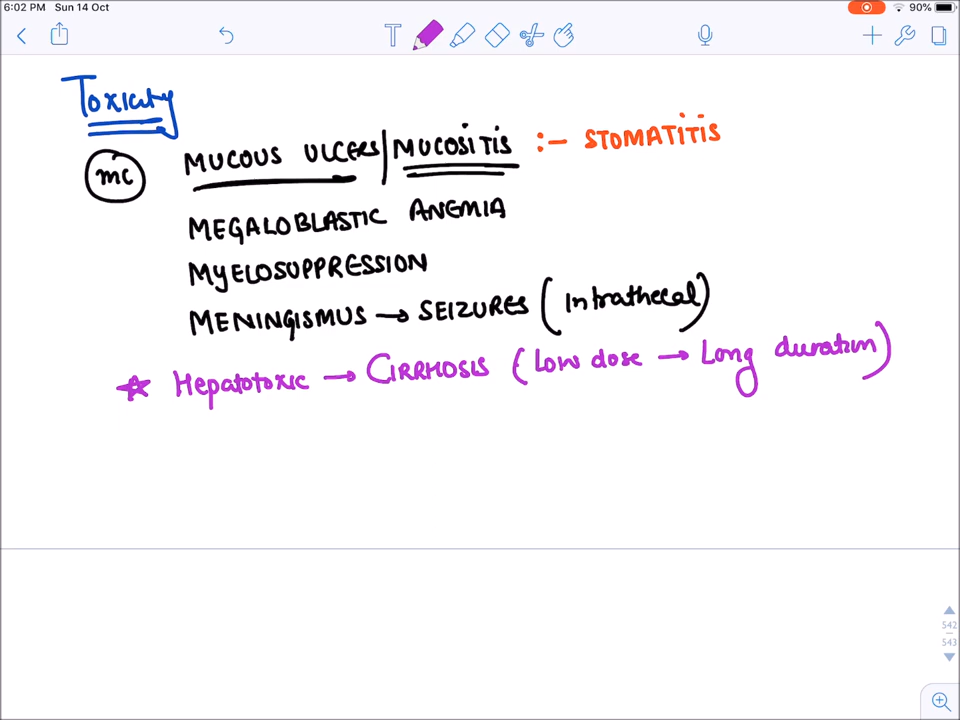 6:02 PM Sun 14 Oct 90%
T
Toxicity
mc MUCOUS ULCERS/MUCOSITIS :- STOMATITIS
MEGALOBLASTIC ANEMIA
MYELOSUPPRESSION
MENINGISMUS → SEIZURES (Intrathecal)
☆ Hepatotoxic → CIRRHOSIS (Low dose → Long duration)
542
543